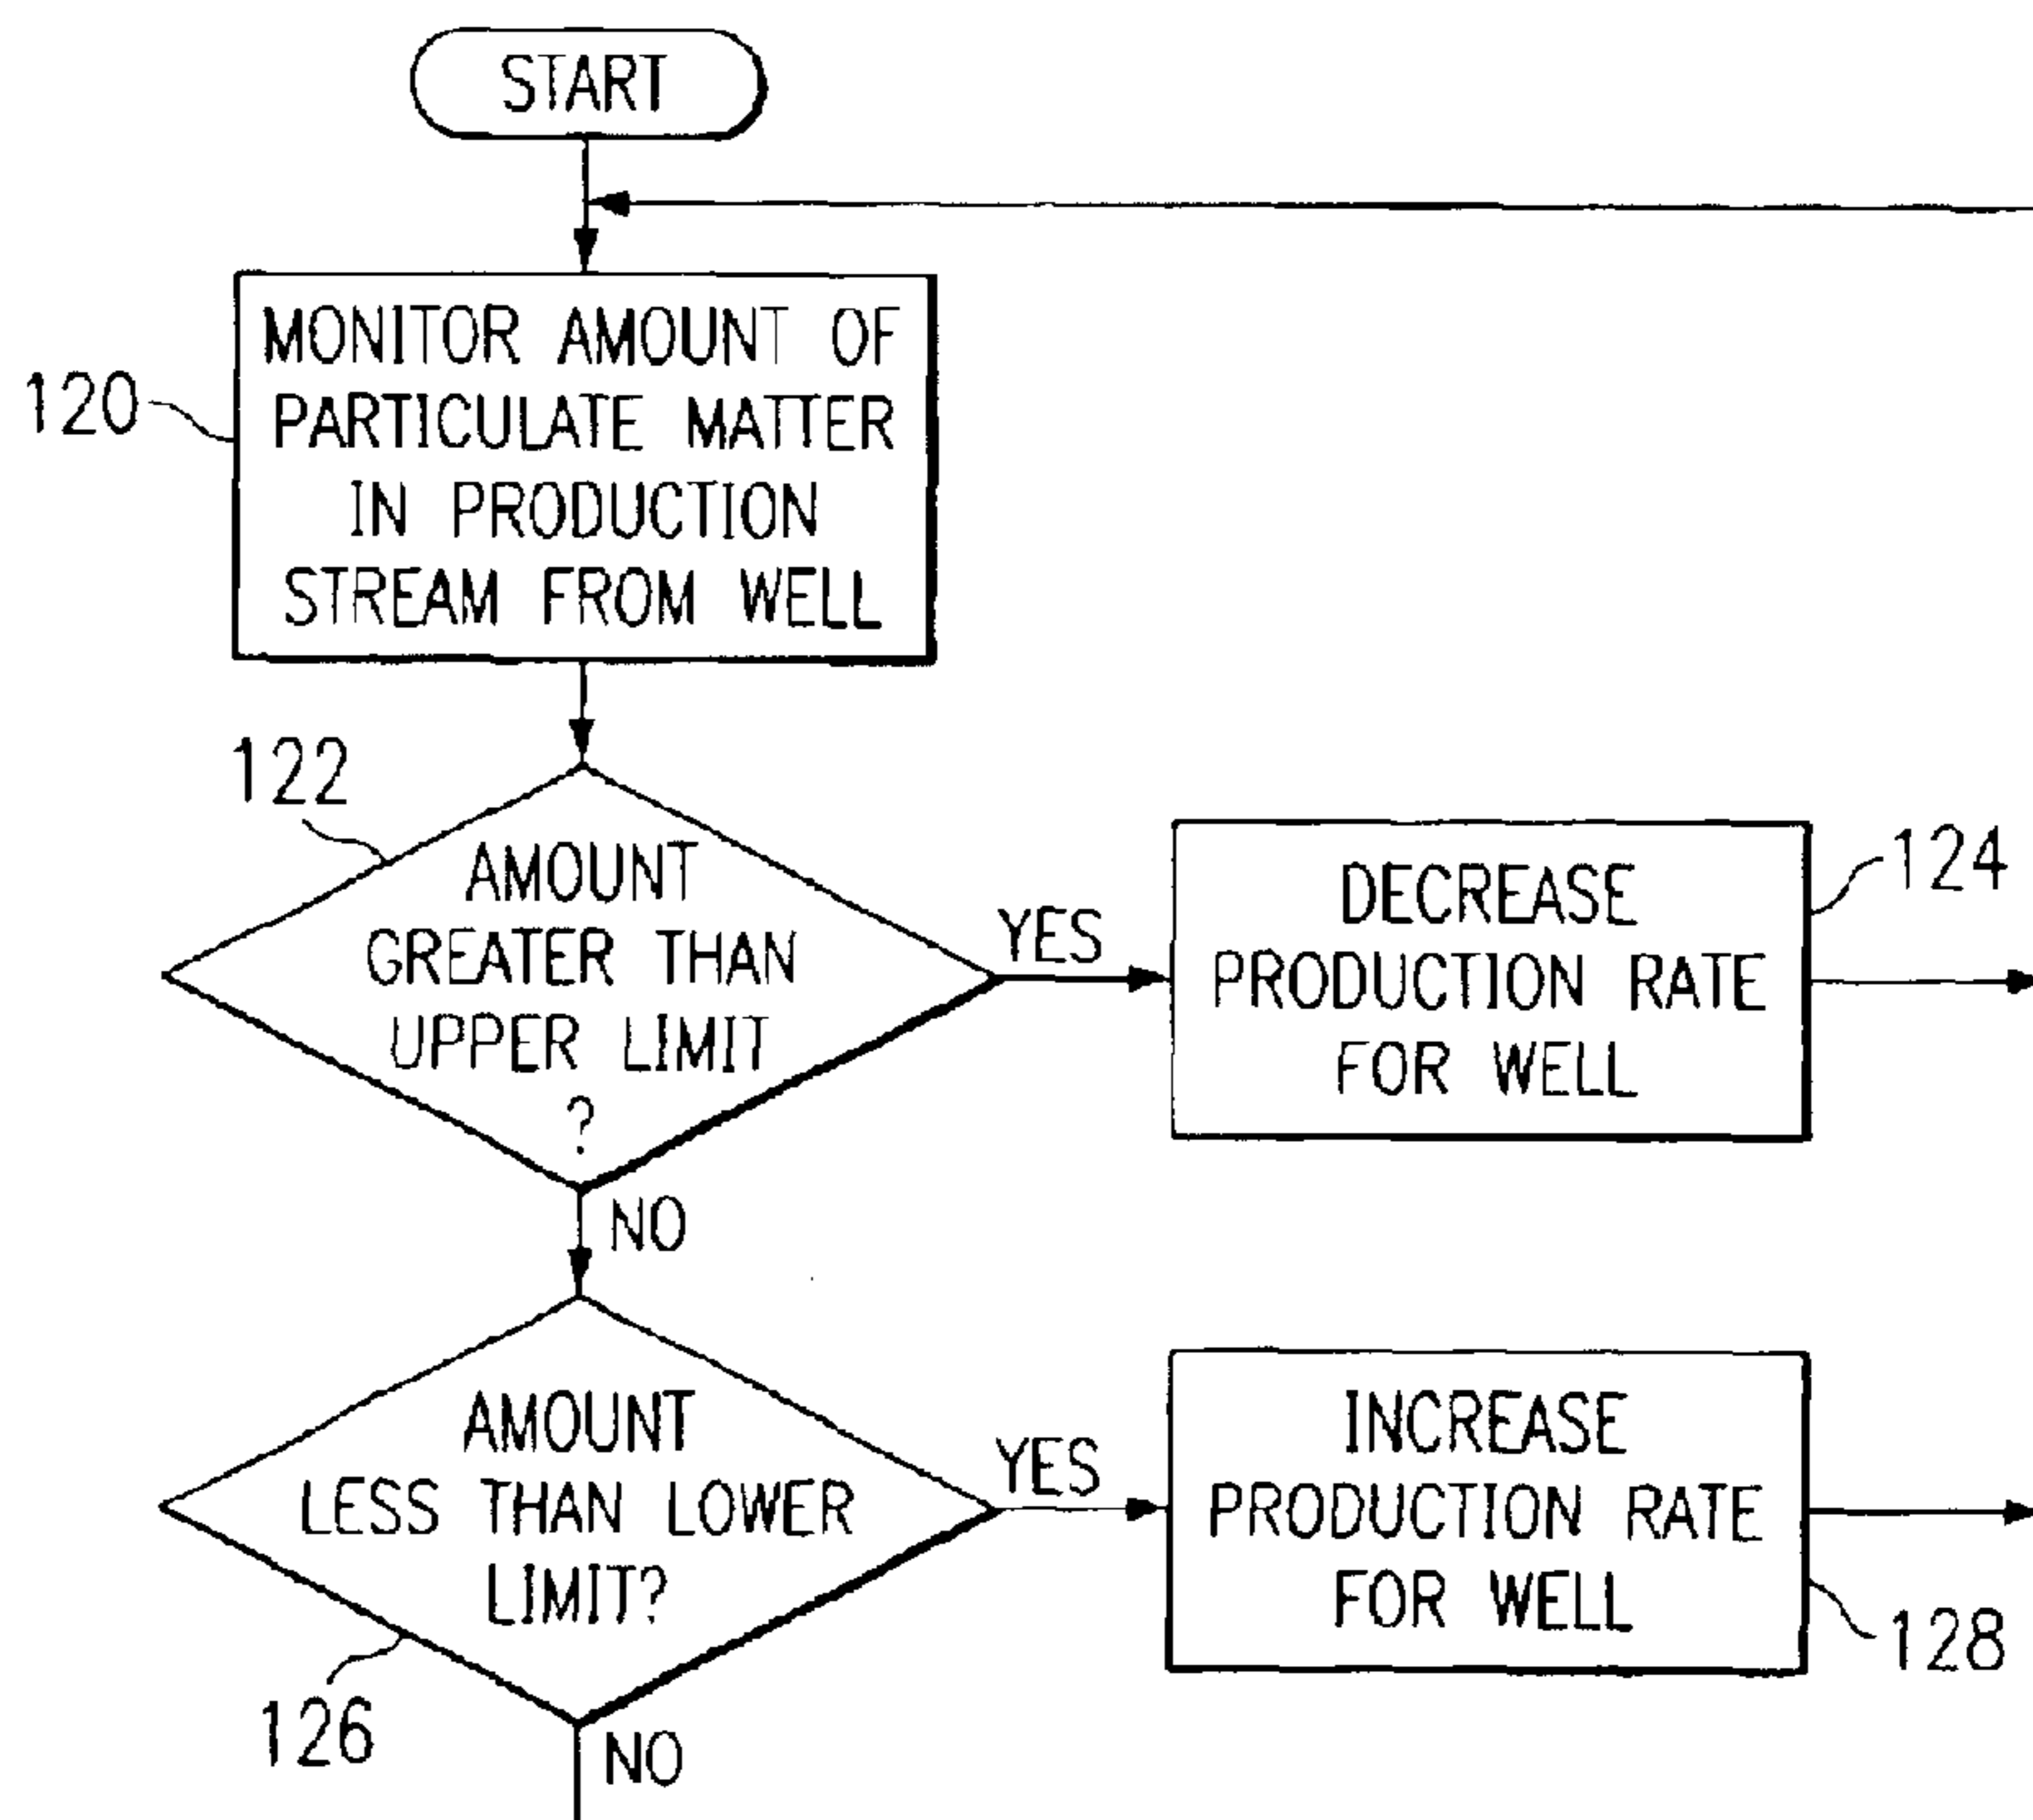 START
120
MONITOR AMOUNT OF
PARTICULATE MATTER
IN PRODUCTION
STREAM FROM WELL
122
AMOUNT
GREATER THAN
UPPER LIMIT
?
YES
DECREASE
PRODUCTION RATE
FOR WELL
124
NO
AMOUNT
LESS THAN LOWER
LIMIT?
126
YES
INCREASE
PRODUCTION RATE
FOR WELL
128
NO